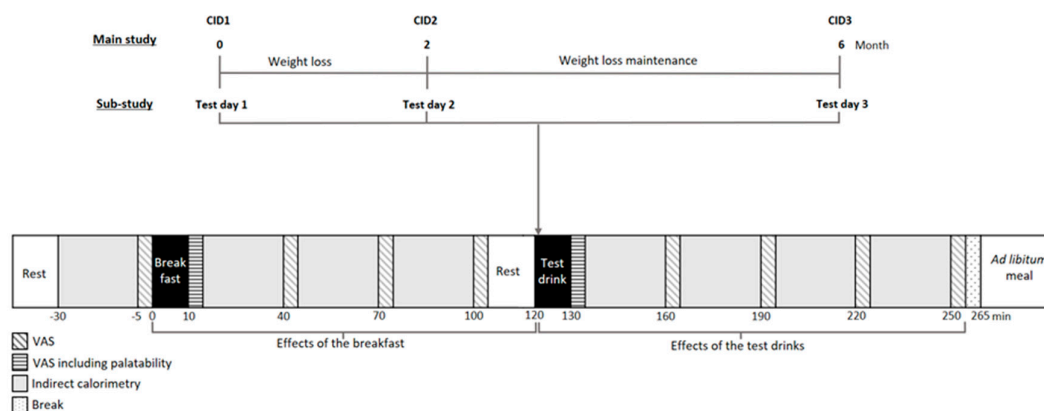 CID1 CID2 CID3
Main study 0 2 6 Month
Weight loss Weight loss maintenance
Sub-study Test day 1 Test day 2 Test day 3
Rest Break fast Rest Test drink Ad libitum meal
-30 -5 0 10 40 70 100 120 130 160 190 220 250 265 min
Effects of the breakfast Effects of the test drinks
VAS
VAS including palatability
Indirect calorimetry
Break